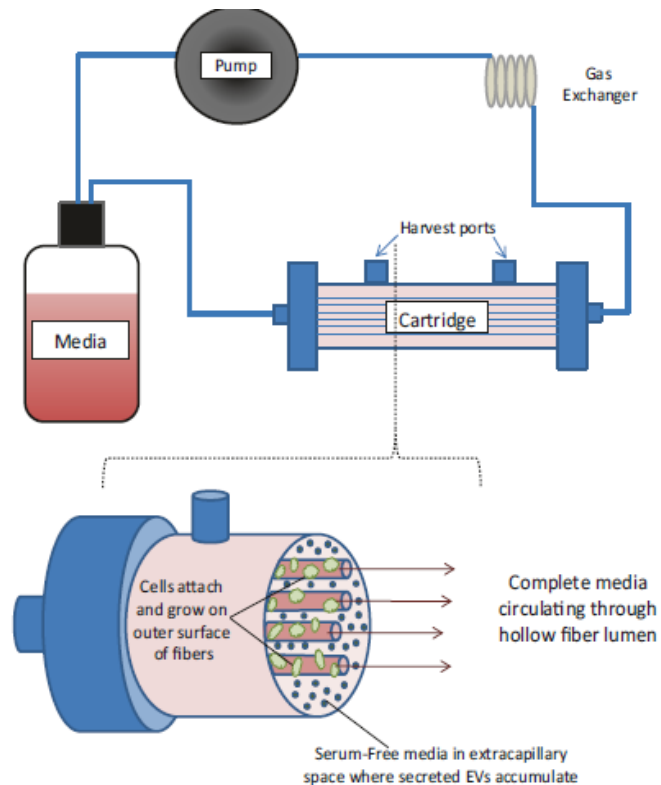 Pump
Gas
Exchanger
Harvest ports
Media
Cartridge
Cells attach
and grow on
outer surface
of fibers
Complete media
circulating through
hollow fiber lumen
Serum-Free media in extracapillary
space where secreted EVs accumulate